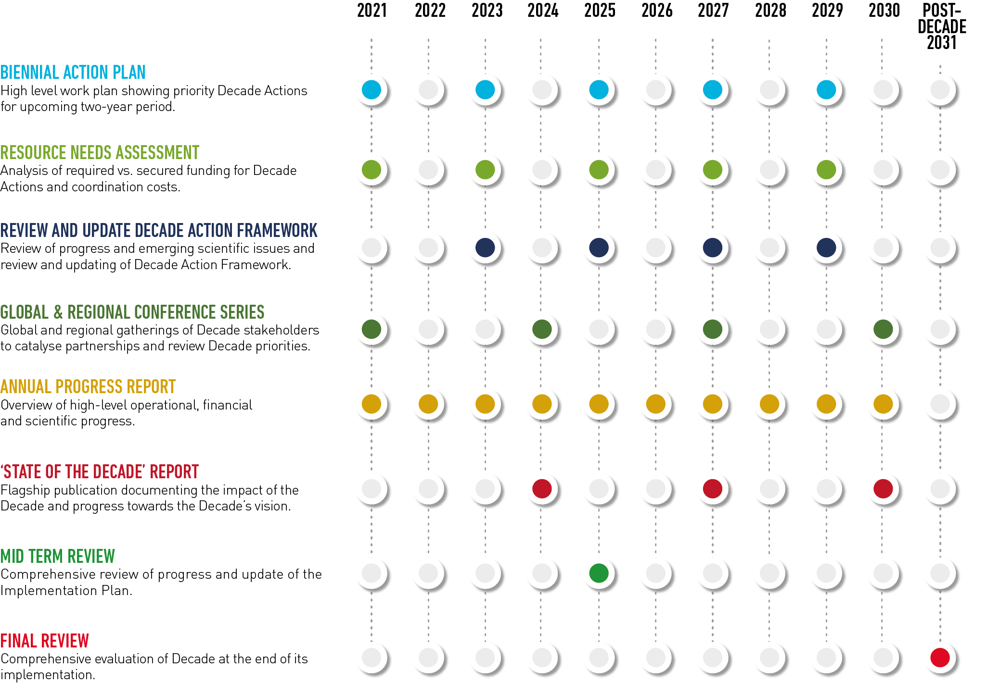 2021 2022 2023 2024 2025 2026 2027 2028 2029 2030 POST-
DECADE
2031
BIENNIAL ACTION PLAN
High level work plan showing priority Decade Actions
for upcoming two-year period.
RESOURCE NEEDS ASSESSMENT
Analysis of required vs. secured funding for Decade
Actions and coordination costs.
REVIEW AND UPDATE DECADE ACTION FRAMEWORK
Review of progress and emerging scientific issues and
review and updating of Decade Action Framework.
GLOBAL & REGIONAL CONFERENCE SERIES
Global and regional gatherings of Decade stakeholders
to catalyse partnerships and review Decade priorities.
ANNUAL PROGRESS REPORT
Overview of high-level operational, financial
and scientific progress.
‘STATE OF THE DECADE’ REPORT
Flagship publication documenting the impact of the
Decade and progress towards the Decade’s vision.
MID TERM REVIEW
Comprehensive review of progress and update of the
Implementation Plan.
FINAL REVIEW
Comprehensive evaluation of Decade at the end of its
implementation.